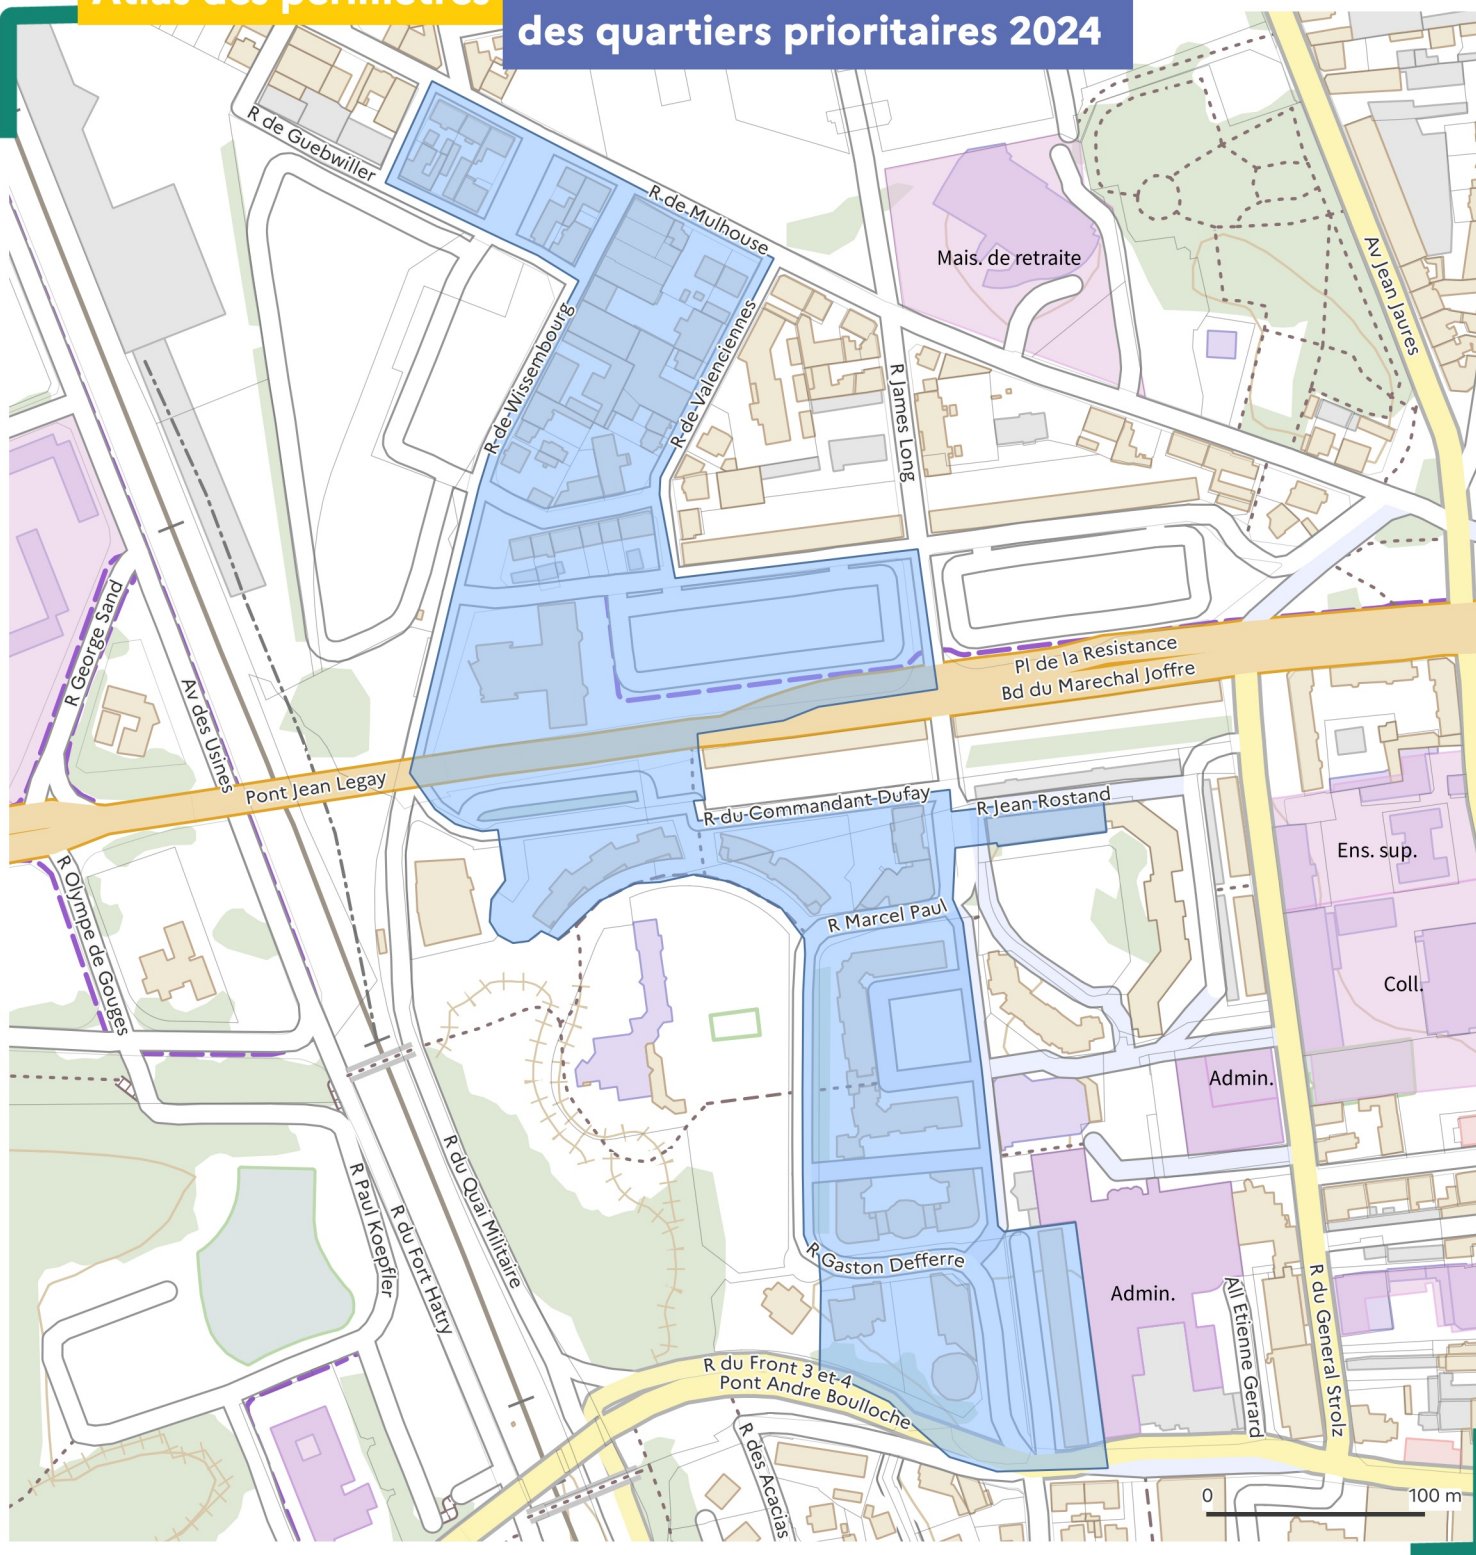 Atlas des périmètres
des quartiers prioritaires 2024
R de Guebwiller
R de Mulhouse
Mais. de retraite
Av Jean Jaures
R de Wissembourg
R de Valenciennes
R James Long
R George Sand
Av des Usines
Pl de la Resistance
Bd du Marechal Joffre
Pont Jean Legay
R du Commandant Dufay
R Jean Rostand
Ens. sup.
R Olympe de Gouges
R Marcel Paul
Coll.
Admin.
R Paul Koepfler
R du Fort Hatry
R du Quai Militaire
R Gaston Defferre
Admin.
All Etienne Gerard
R du General Strolz
R du Front 3 et 4
Pont Andre Boulloche
R des Acacias
0 100 m